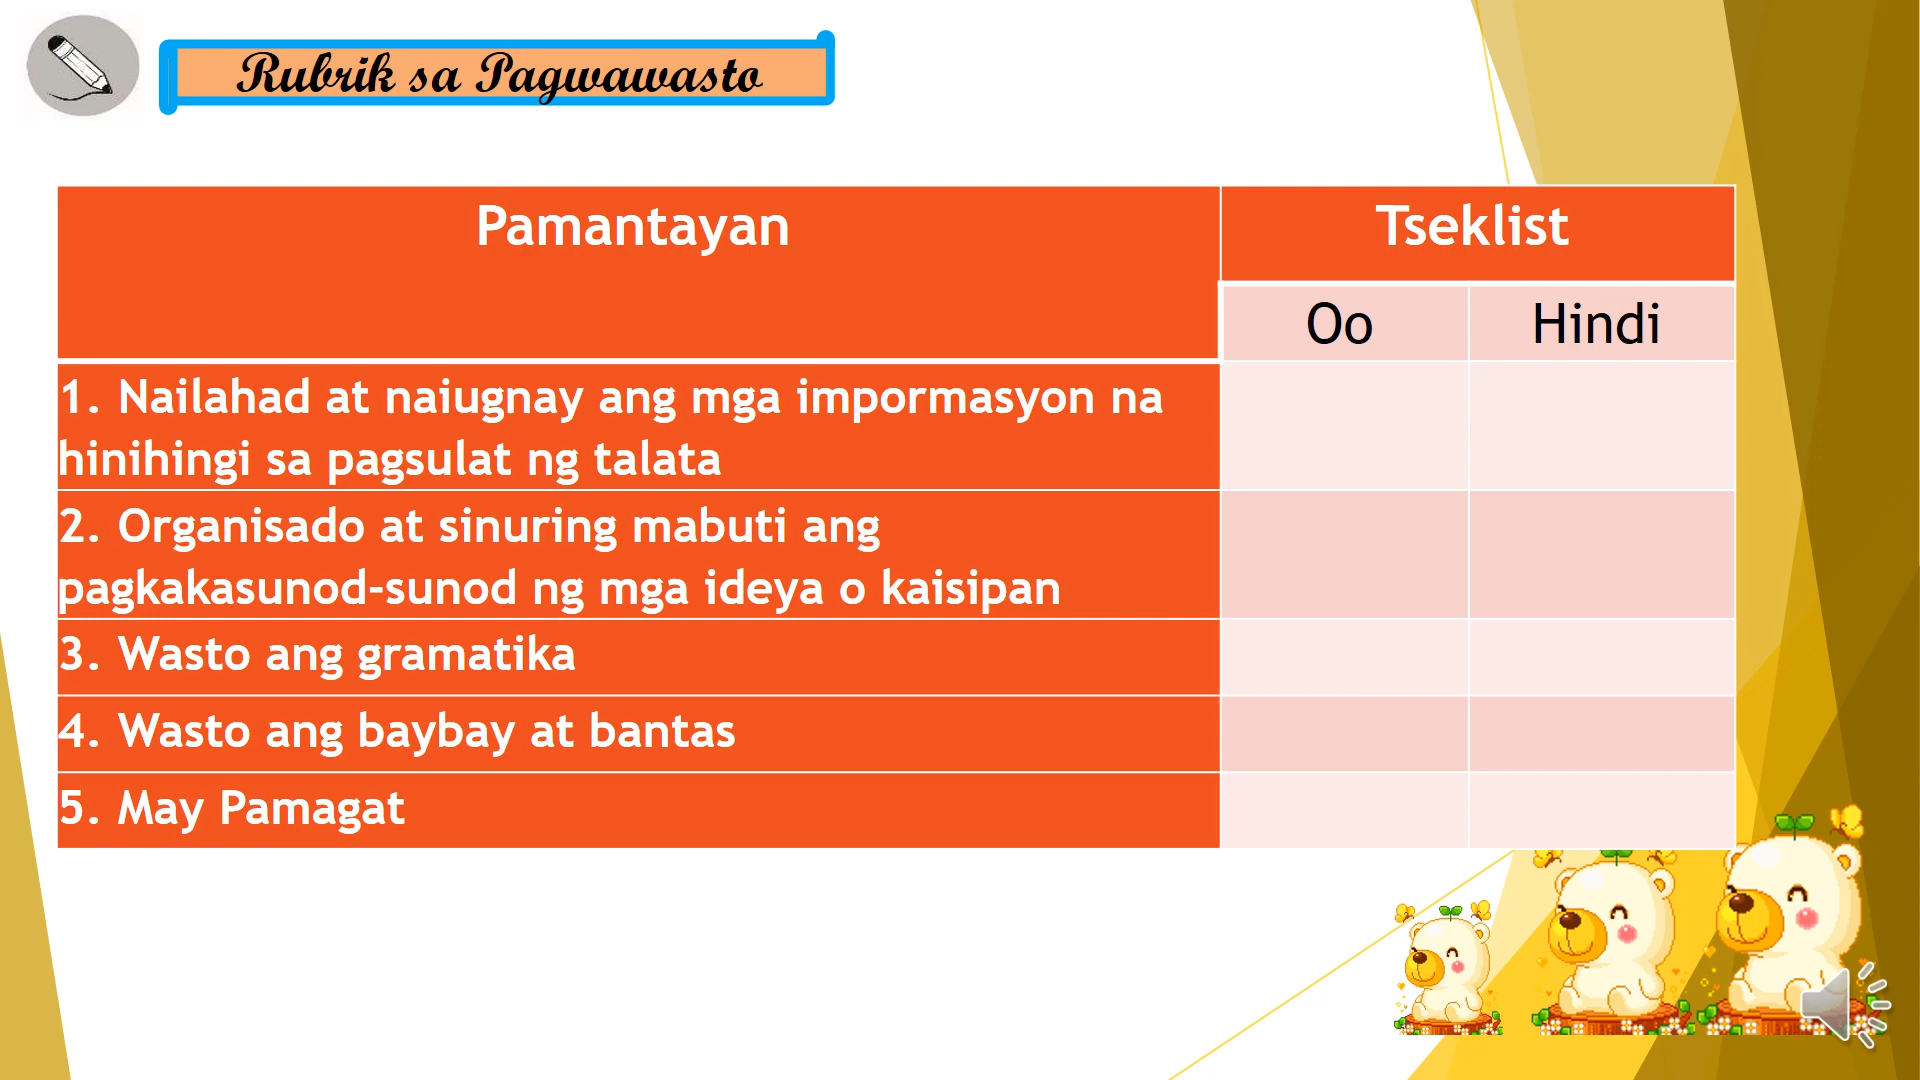 Rubrik sa Pagwawasto
Pamantayan
Tseklist
Oo
Hindi
1. Nailahad at naiugnay ang mga impormasyon na
hinihingi sa pagsulat ng talata
2. Organisado at sinuring mabuti ang
pagkakasunod-sunod ng mga ideya o kaisipan
3. Wasto ang gramatika
4. Wasto ang baybay at bantas
5. May Pamagat